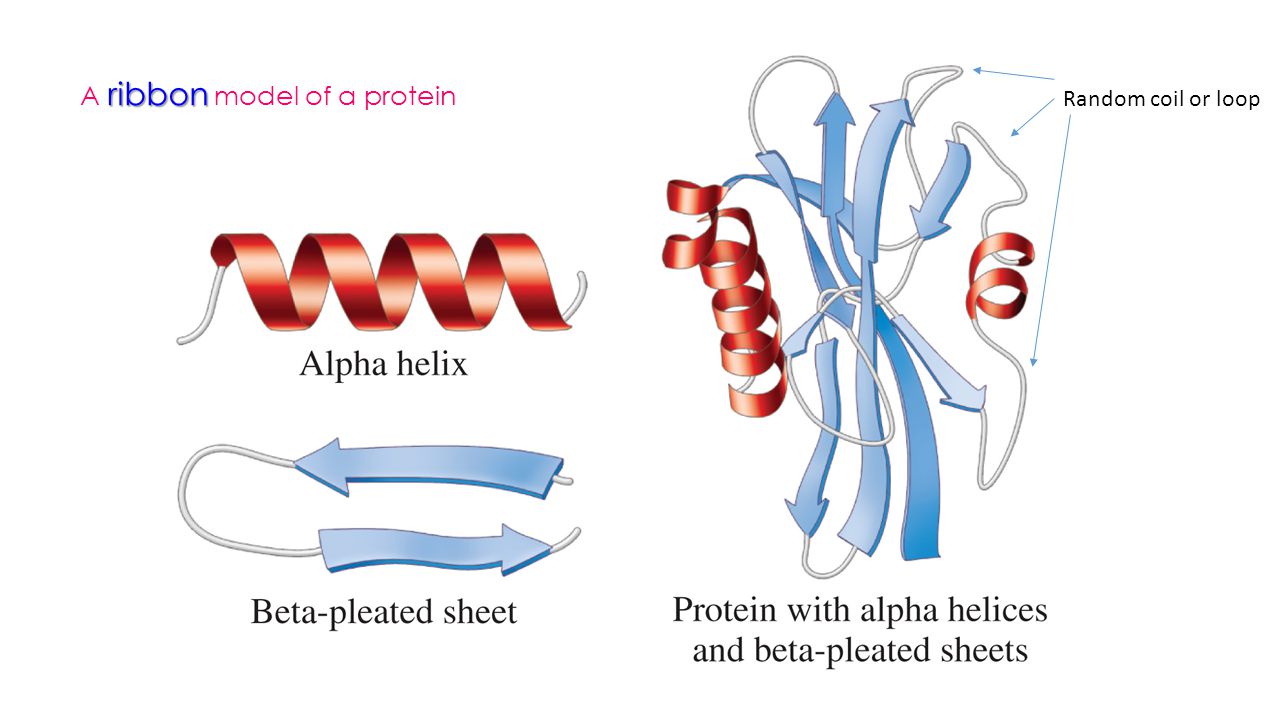 A ribbon model of a protein
Random coil or loop
Alpha helix
Beta-pleated sheet
Protein with alpha helices
and beta-pleated sheets